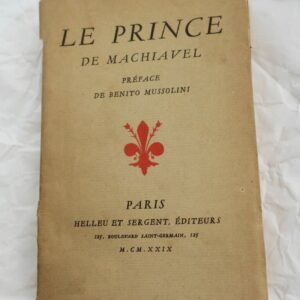 LE PRINCE
DE MACHIAVEL
PRÉFACE
DE BENITO MUSSOLINI
PARIS
HELLEU ET SERGENT, ÉDITEURS
125, BOULEVARD SAINT-GERMAIN, 125
M.CM.XXIX